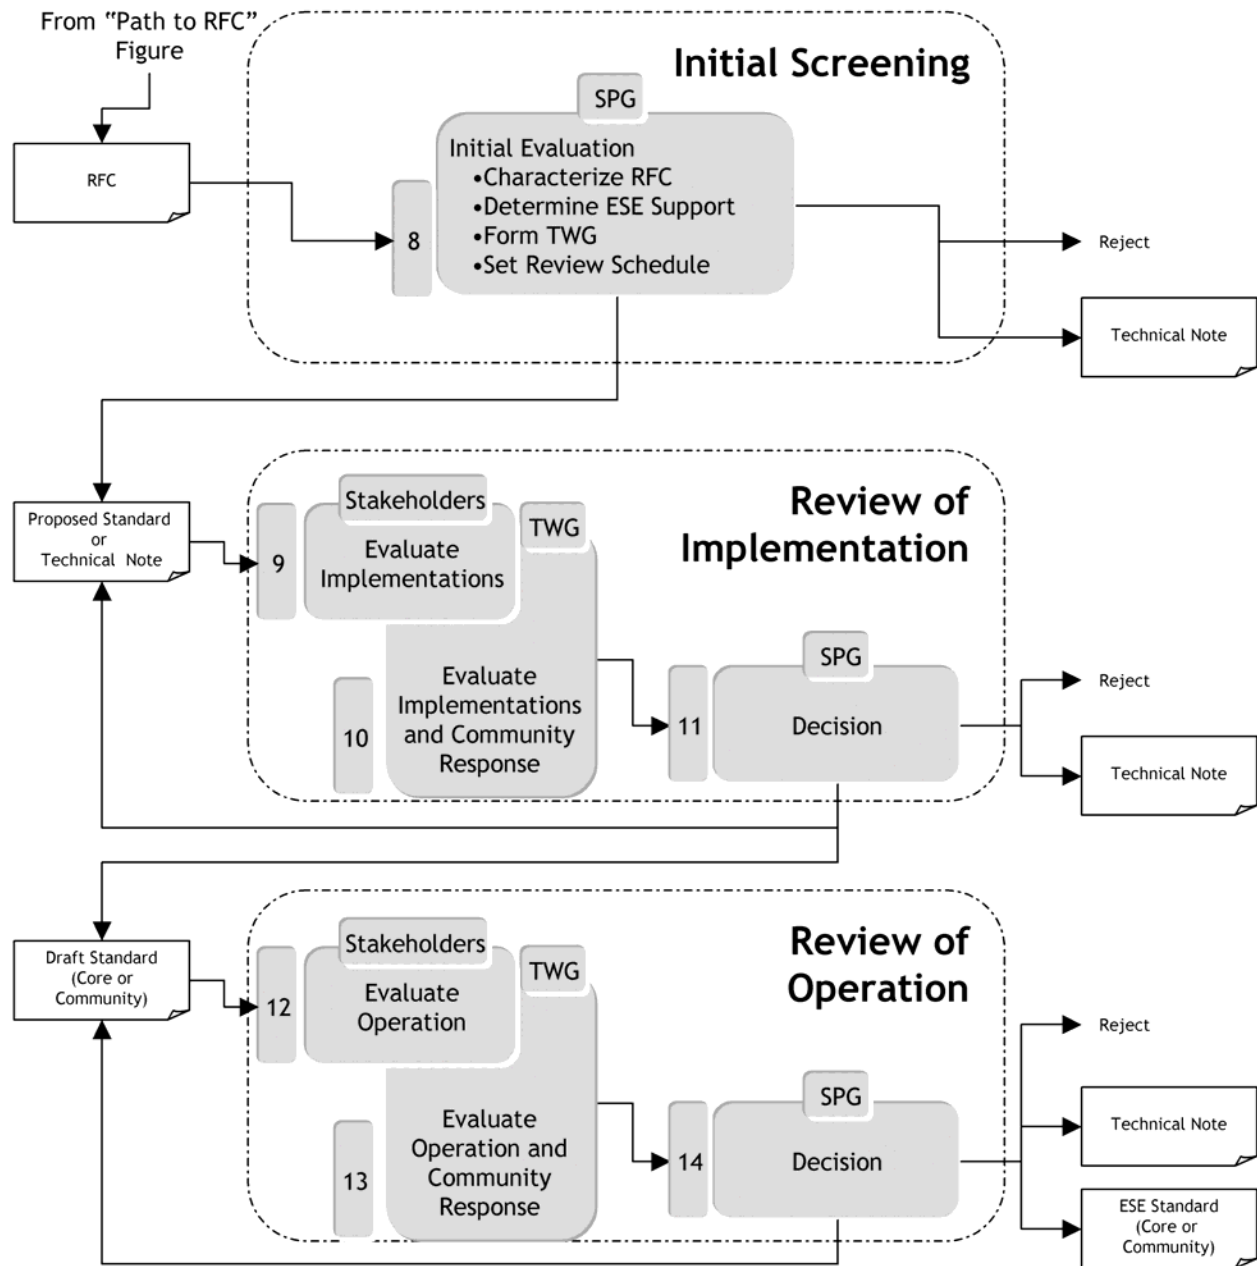 From “Path to RFC”
Figure
Initial Screening
SPG
RFC
Initial Evaluation
•Characterize RFC
•Determine ESE Support
•Form TWG
•Set Review Schedule
8
Reject
Technical Note
Review of
Implementation
Stakeholders
TWG
Proposed Standard
or
Technical Note
9
Evaluate
Implementations
10
Evaluate
Implementations
and Community
Response
SPG
11
Decision
Reject
Technical Note
Review of
Operation
Stakeholders
TWG
Draft Standard
(Core or
Community)
12
Evaluate
Operation
13
Evaluate
Operation and
Community
Response
SPG
14
Decision
Reject
Technical Note
ESE Standard
(Core or
Community)